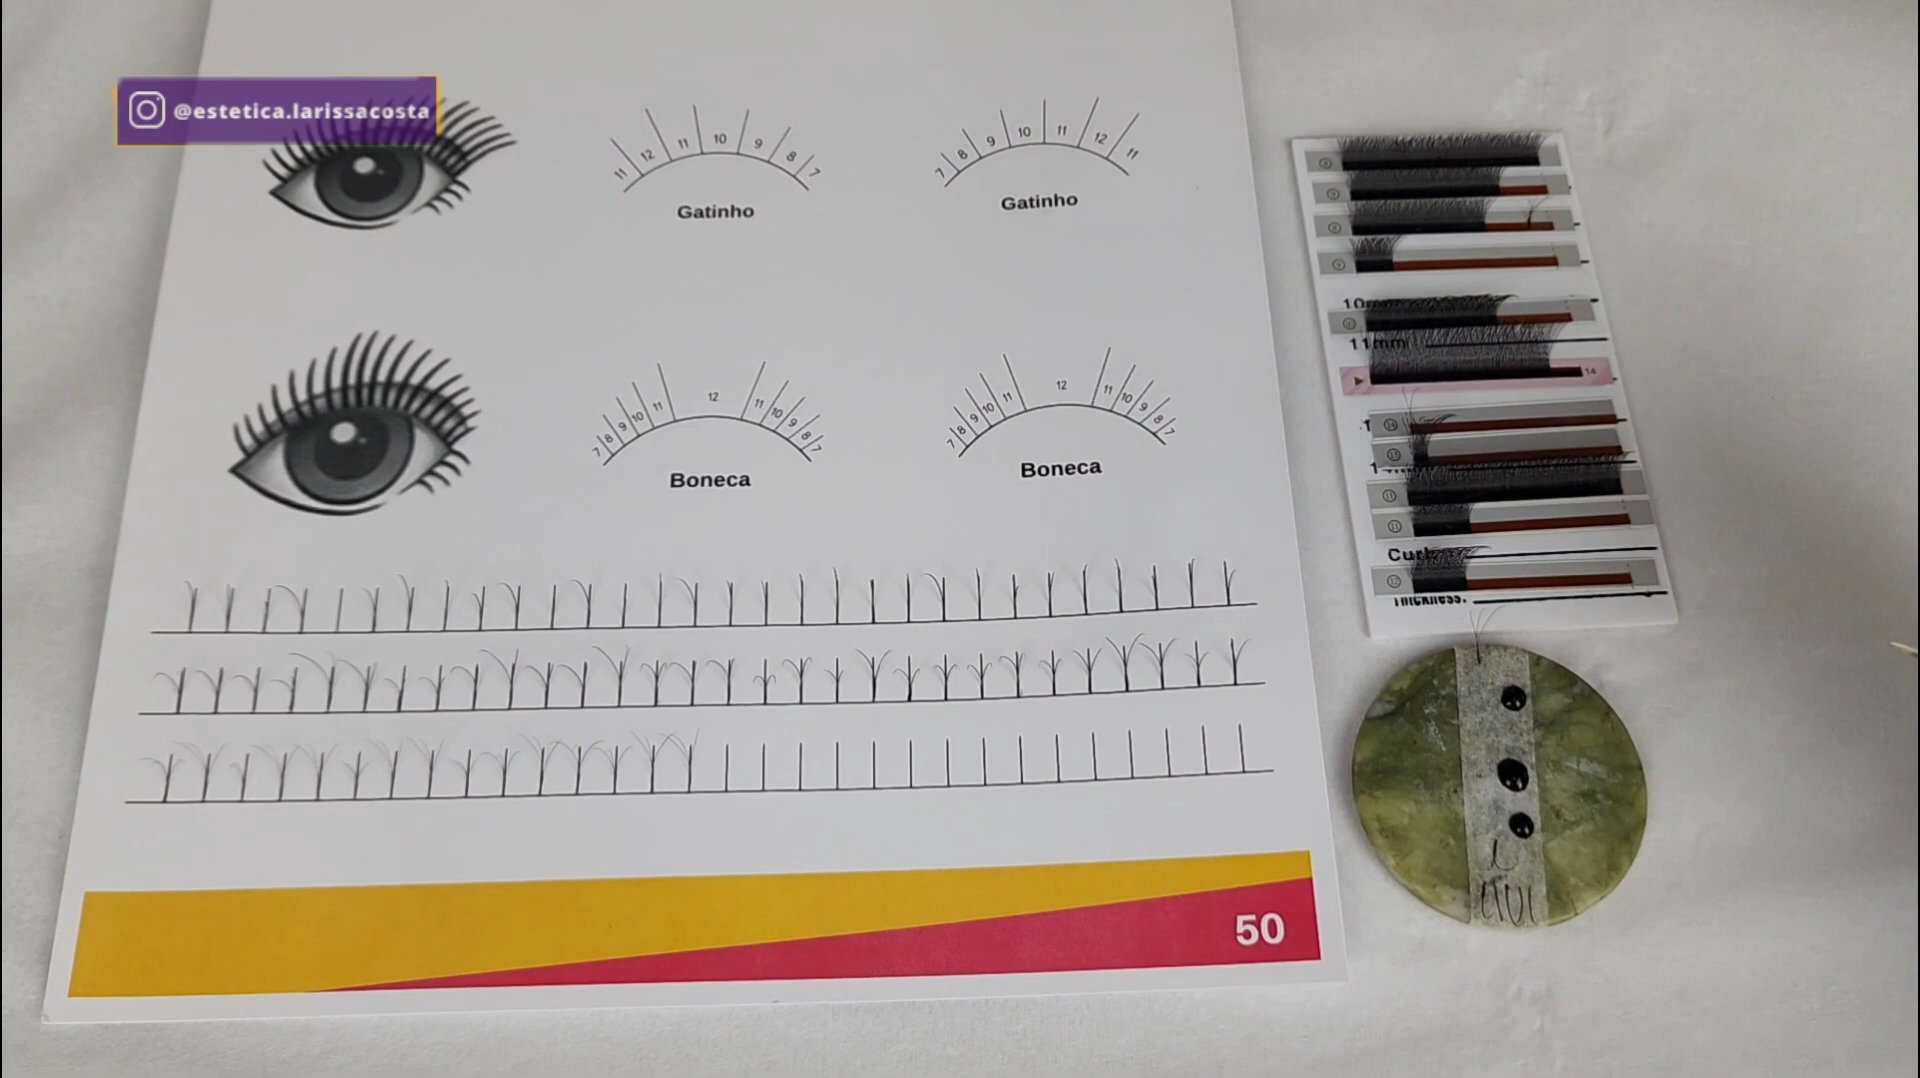 @estetica.larissacosta
11 12 11 10 9 8 7
Gatinho
7 8 9 10 11 12 11
Gatinho
7 8 9 10 11 12 11 10 9 8 7
Boneca
7 8 9 10 11 12 11 10 9 8 7
Boneca
50
10mm
11mm
14
Thickness: